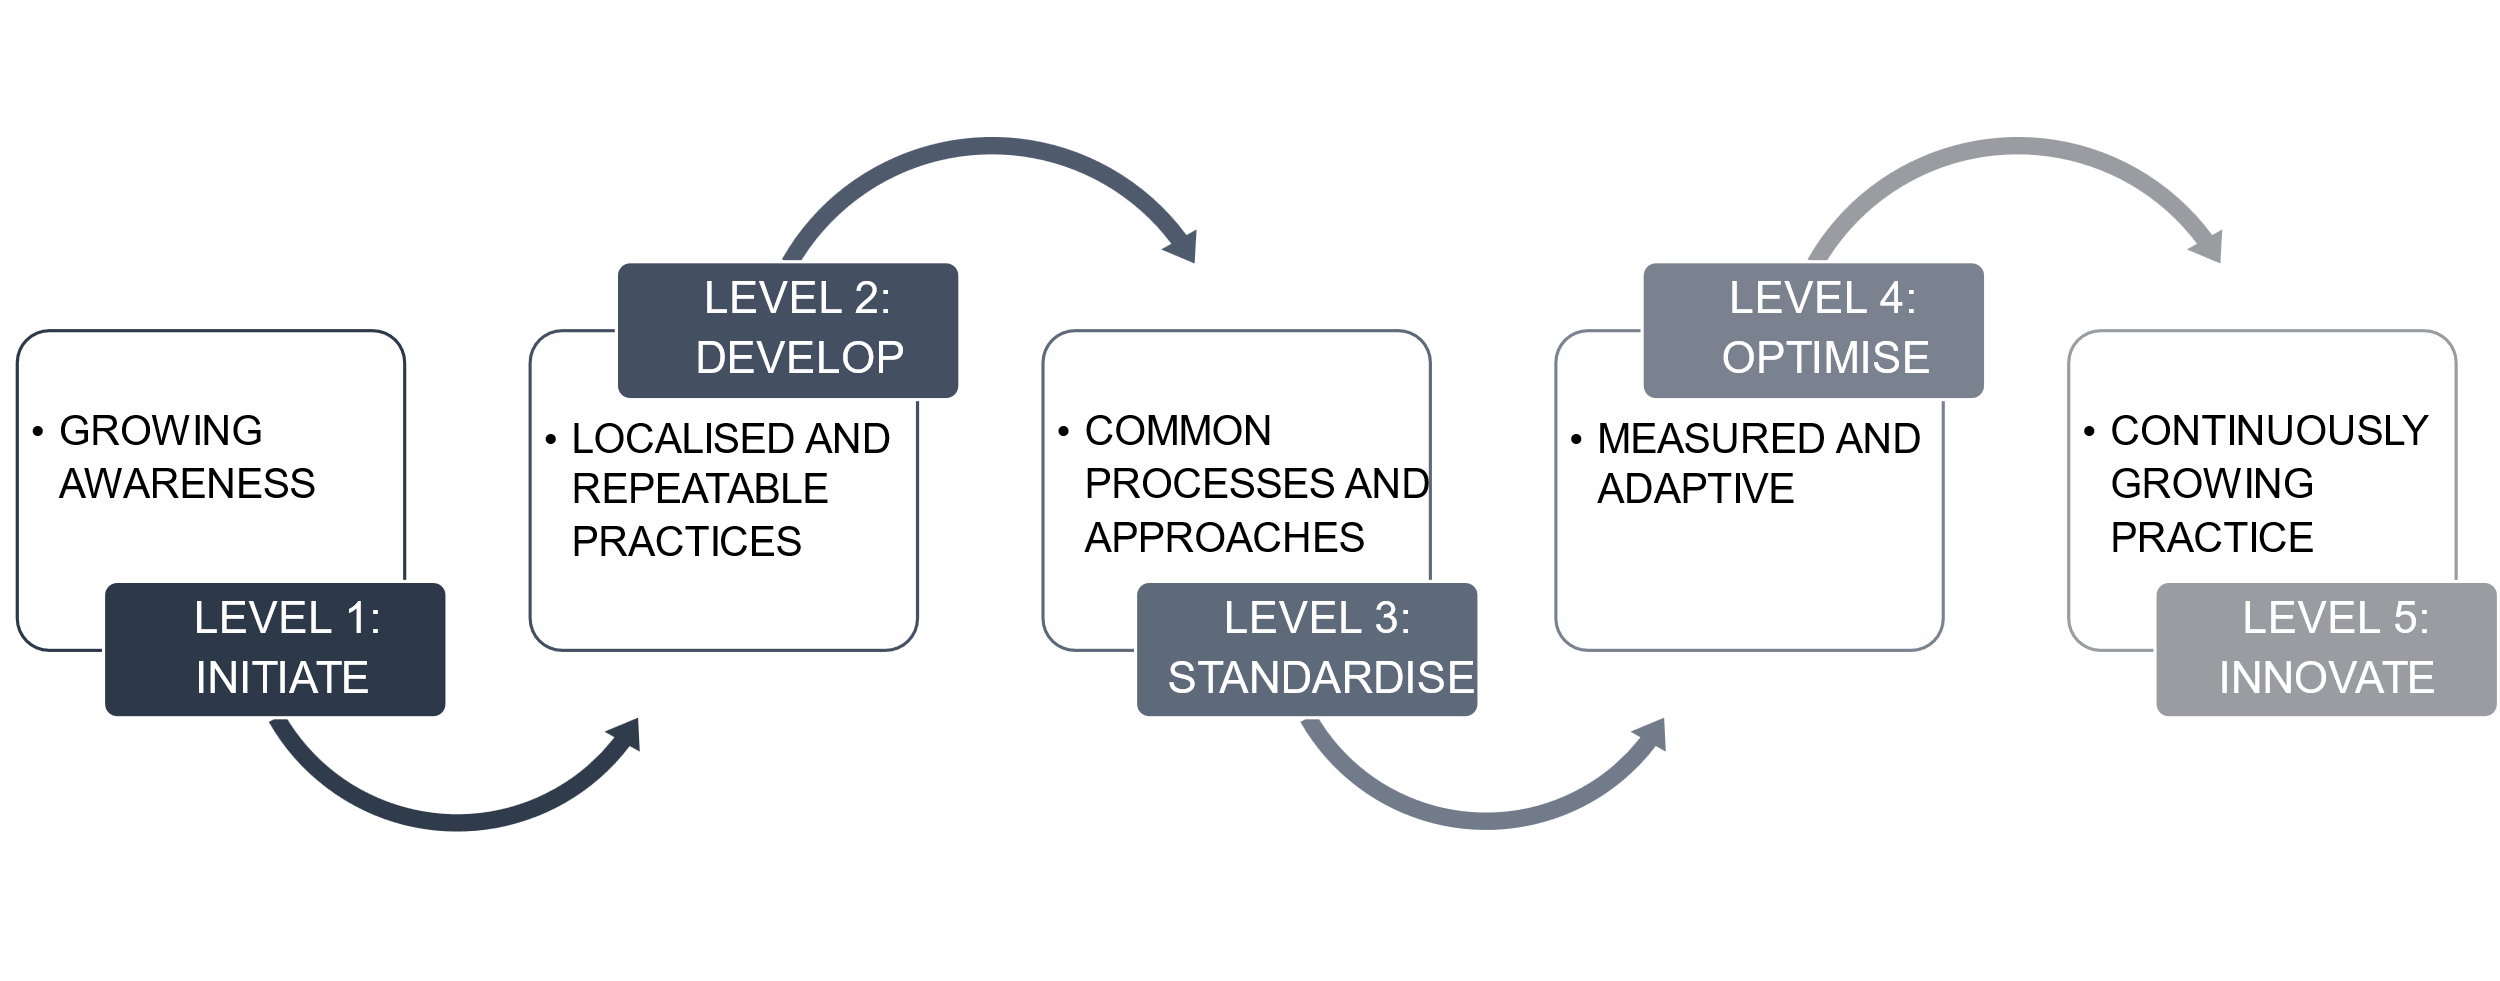 • GROWING
AWARENESS
LEVEL 1:
INITIATE
LEVEL 2:
DEVELOP
• LOCALISED AND
REPEATABLE
PRACTICES
• COMMON
PROCESSES AND
APPROACHES
LEVEL 3:
STANDARDISE
LEVEL 4:
OPTIMISE
• MEASURED AND
ADAPTIVE
• CONTINUOUSLY
GROWING
PRACTICE
LEVEL 5:
INNOVATE